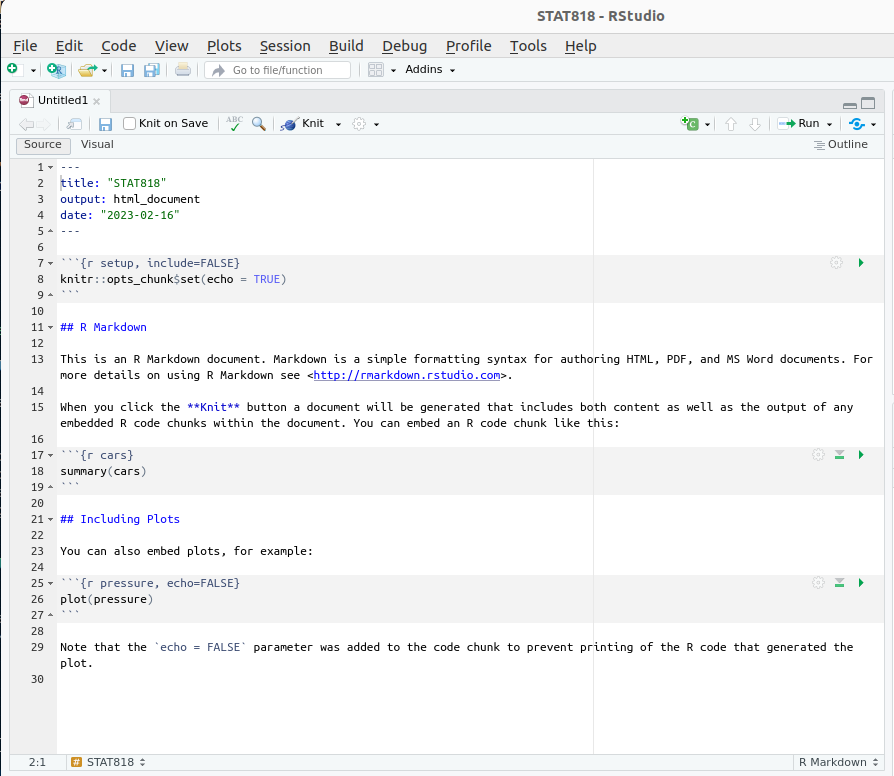 STAT818 - RStudio
File Edit Code View Plots Session Build Debug Profile Tools Help
Go to file/function Addins
Untitled1
Knit on Save ABC Knit Run
Source Visual Outline
1 ---
2 title: "STAT818"
3 output: html_document
4 date: "2023-02-16"
5 ---
6
7 ```{r setup, include=FALSE}
8 knitr::opts_chunk$set(echo = TRUE)
9 ```
10
11 ## R Markdown
12
13 This is an R Markdown document. Markdown is a simple formatting syntax for authoring HTML, PDF, and MS Word documents. For
more details on using R Markdown see <http://rmarkdown.rstudio.com>.
14
15 When you click the **Knit** button a document will be generated that includes both content as well as the output of any
embedded R code chunks within the document. You can embed an R code chunk like this:
16
17 ```{r cars}
18 summary(cars)
19 ```
20
21 ## Including Plots
22
23 You can also embed plots, for example:
24
25 ```{r pressure, echo=FALSE}
26 plot(pressure)
27 ```
28
29 Note that the `echo = FALSE` parameter was added to the code chunk to prevent printing of the R code that generated the
plot.
30
2:1 # STAT818 R Markdown